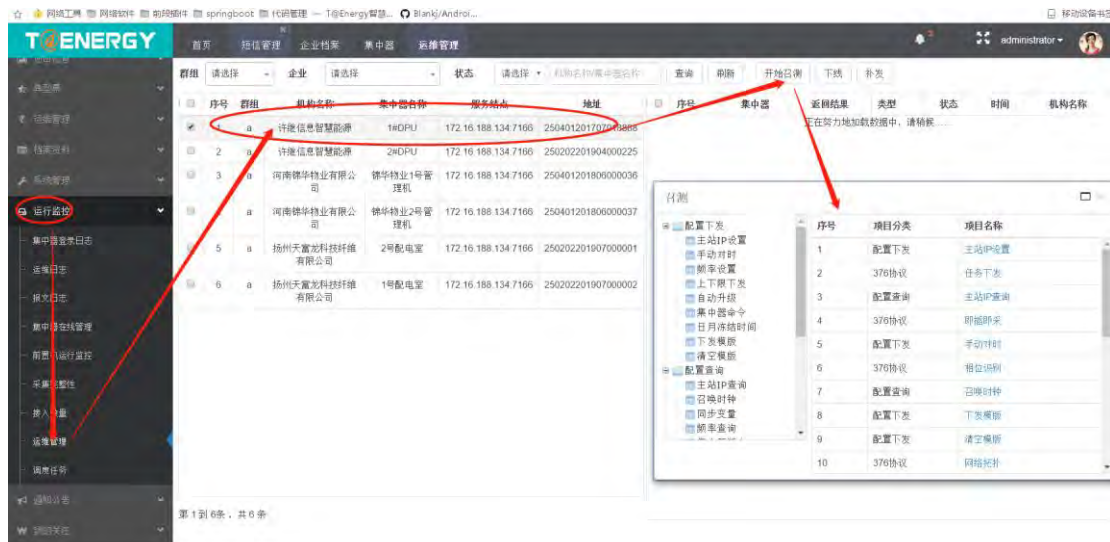 网络工具 网络软件 前段插件 springboot 代码管理 — T@Energy智慧... Blankj/Androi...
T@ENERGY 首页 短信管理 企业档案 集中器 运维管理 administrator
群组 请选择 企业 请选择 状态 请选择 查询 刷新 开始召测 下线 补发
序号 群组 机构名称 集中器名称 服务结点 地址
1 a 许继信息智慧能源 1#DPU 172.16.188.134:7166
2 a 许继信息智慧能源 2#DPU 172.16.188.134:7166 250202201904000225
3 a 河南锦华物业有限公司 锦华物业1号管理机 172.16.188.134:7166 250401201806000036
a 河南锦华物业有限公司 锦华物业2号管理机 172.16.188.134:7166 250401201806000037
5 a 扬州天富龙科技纤维有限公司 2号配电室 172.16.188.134:7166 250202201907000001
6 a 扬州天富龙科技纤维有限公司 1号配电室 172.16.188.134:7166 250202201907000002
第 1 到 6条 ，共 6 条
序号 集中器 返回结果 类型 状态 时间 机构名称
正在努力地加载数据中，请稍候……
系统管理
运行监控
集中器登录日志
运维日志
报文日志
集中器在线管理
前置机运行监控
采集完整性
接入数量
运维管理
调度任务
通知公告
召测
配置下发
主站IP设置
手动对时
频率设置
上下限下发
自动升级
集中器命令
日月冻结时间
下发模版
清空模版
配置查询
主站IP查询
召唤时钟
同步变量
频率查询
序号 项目分类 项目名称
1 配置下发 主站IP设置
2 376协议 任务下发
3 配置查询 主站IP查询
4 376协议 即插即采
5 配置下发 手动对时
6 376协议 相位识别
7 配置查询 召唤时钟
8 配置下发 下发模版
9 配置下发 清空模版
10 376协议 网络拓扑